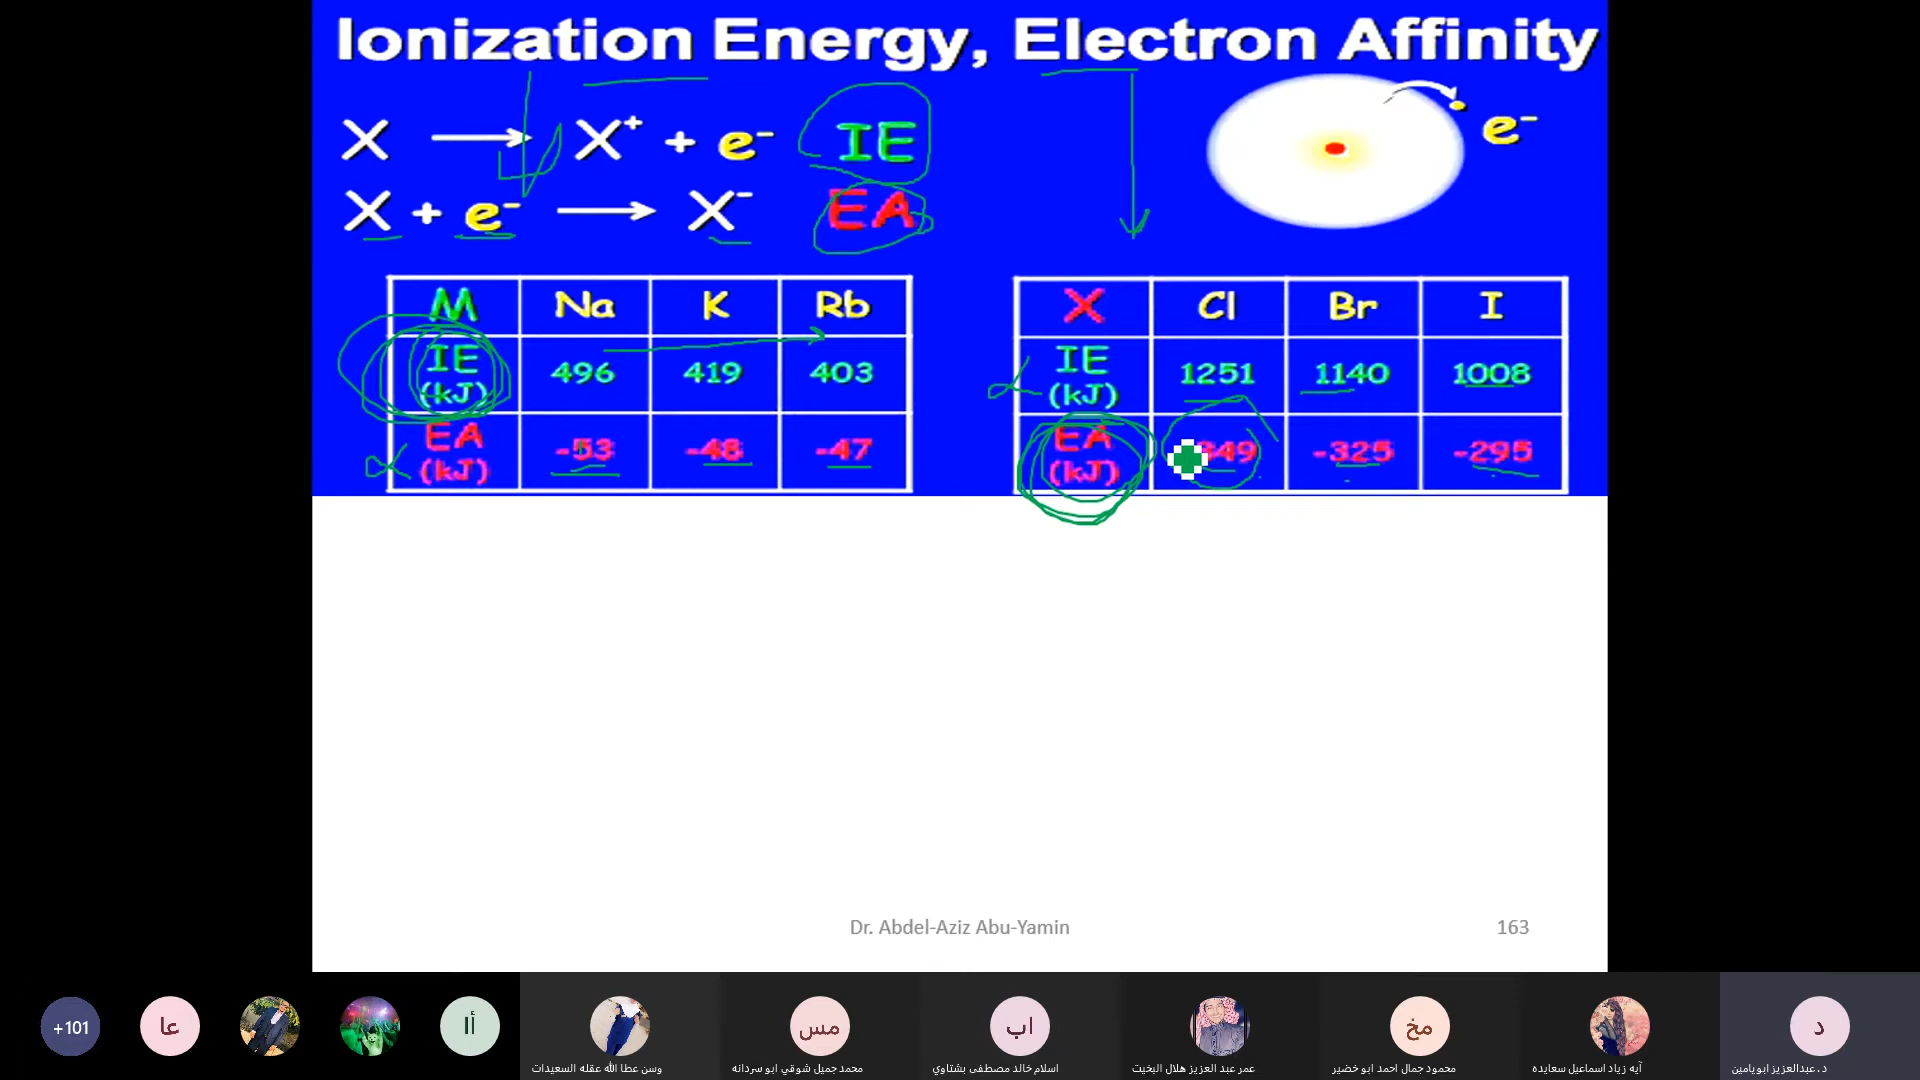 Ionization Energy, Electron Affinity
X → X⁺ + e⁻ IE
e⁻
X + e⁻ → X⁻ EA
M Na K Rb
IE (kJ) 496 419 403
EA (kJ) -53 -48 -47
X Cl Br I
IE (kJ) 1251 1140 1008
EA (kJ) 349 -325 -295
Dr. Abdel-Aziz Abu-Yamin
163
+101
عا
أا
مس
اب
مخ
د
وسن عطا الله عقله السعيدات
محمد جميل شوقي ابو سردانه
اسلام خالد مصطفى بشتاوي
عمر عبد العزيز هلال البخيت
محمود جمال احمد ابو خضير
آيه زياد اسماعيل سعايده
د.عبدالعزيز ابويامين